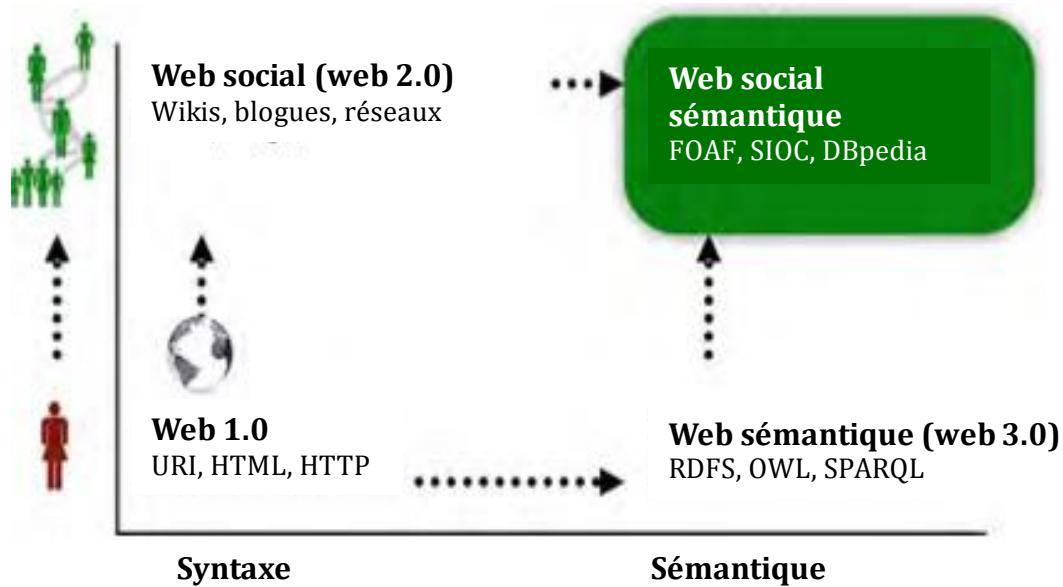 Web social (web 2.0)
Wikis, blogues, réseaux
Web social
sémantique
FOAF, SIOC, DBpedia
Web 1.0
URI, HTML, HTTP
Web sémantique (web 3.0)
RDFS, OWL, SPARQL
Syntaxe
Sémantique